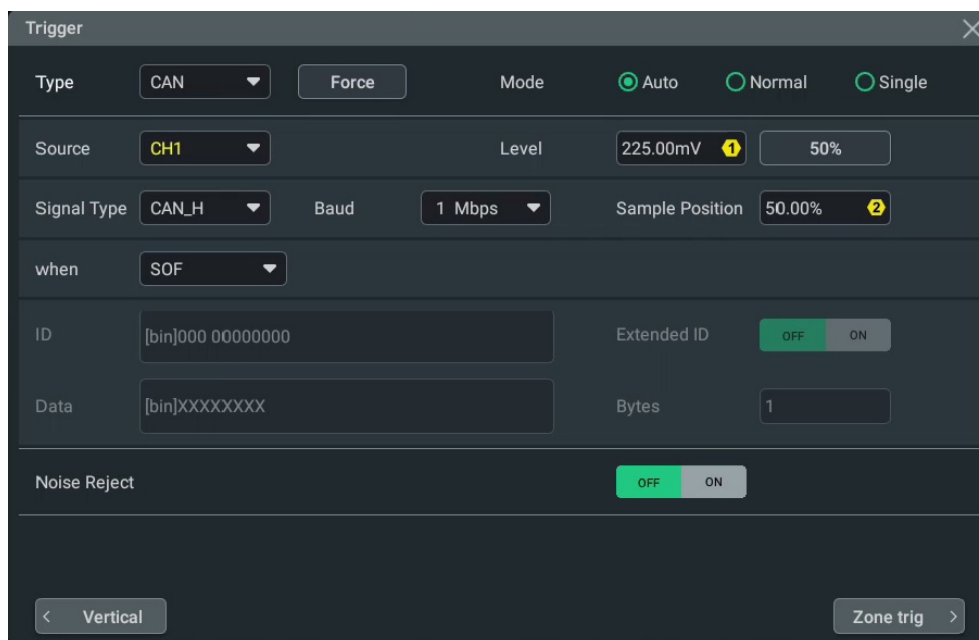 Trigger
Type CAN Force Mode Auto Normal Single
Source CH1 Level 225.00mV 1 50%
Signal Type CAN_H Baud 1 Mbps Sample Position 50.00% 2
when SOF
ID [bin]000 00000000 Extended ID OFF ON
Data [bin]XXXXXXXX Bytes 1
Noise Reject OFF ON
< Vertical Zone trig >